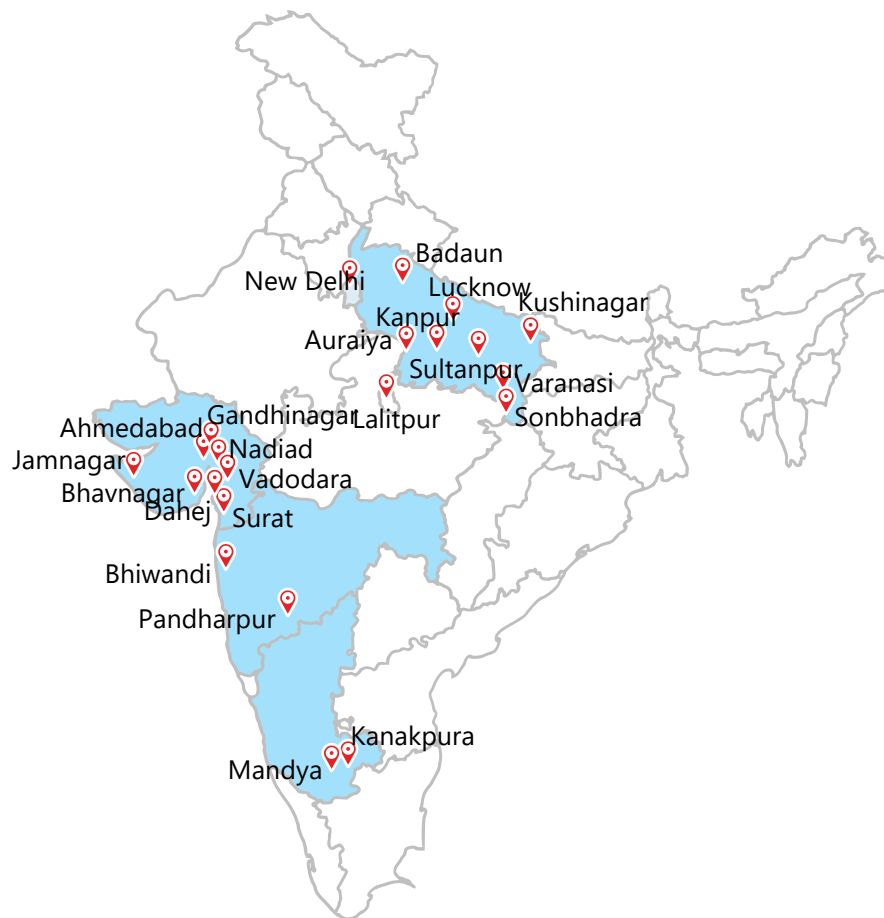 Badaun
New Delhi
Lucknow
Kushinagar
Kanpur
Auraiya
Sultanpur
Varanasi
Lalitpur
Sonbhadra
Gandhinagar
Ahmedabad
Nadiad
Jamnagar
Vadodara
Bhavnagar
Dahej
Surat
Bhiwandi
Pandharpur
Kanakpura
Mandya